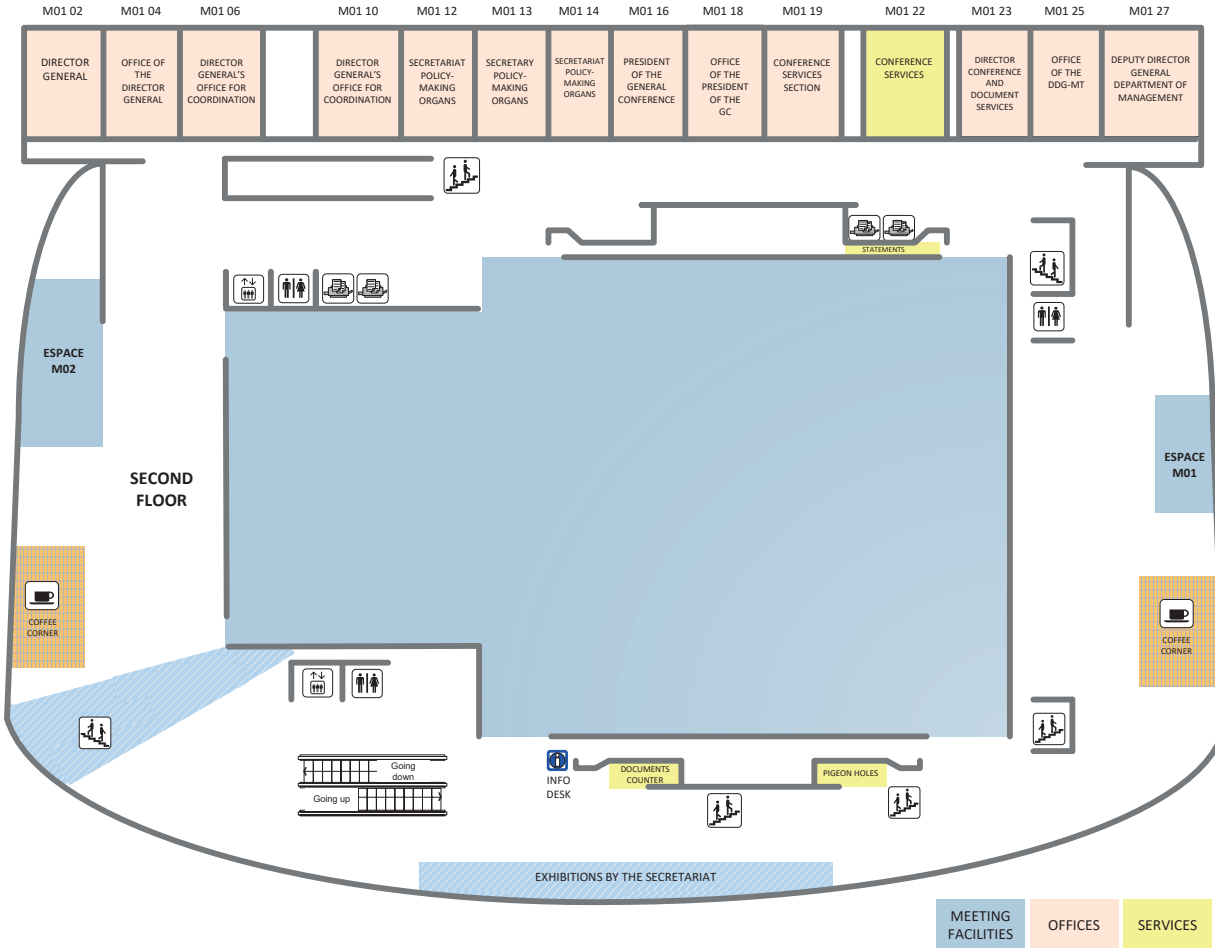 M01 02
M01 04
M01 06
M01 10
M01 12
M01 13
M01 14
M01 16
M01 18
M01 19
M01 22
M01 23
M01 25
M01 27
DIRECTOR
GENERAL
OFFICE OF
THE
DIRECTOR
GENERAL
DIRECTOR
GENERAL'S
OFFICE FOR
COORDINATION
DIRECTOR
GENERAL'S
OFFICE FOR
COORDINATION
SECRETARIAT
POLICY-
MAKING
ORGANS
SECRETARY
POLICY-
MAKING
ORGANS
SECRETARIAT
POLICY-
MAKING
ORGANS
PRESIDENT
OF THE
GENERAL
CONFERENCE
OFFICE
OF THE
PRESIDENT
OF THE
GC
CONFERENCE
SERVICES
SECTION
CONFERENCE
SERVICES
DIRECTOR
CONFERENCE
AND
DOCUMENT
SERVICES
OFFICE
OF THE
DDG-MT
DEPUTY DIRECTOR
GENERAL
DEPARTMENT OF
MANAGEMENT
STATEMENTS
ESPACE
M02
ESPACE
M01
SECOND
FLOOR
COFFEE
CORNER
COFFEE
CORNER
Going
down
Going up
INFO
DESK
DOCUMENTS
COUNTER
PIGEON HOLES
EXHIBITIONS BY THE SECRETARIAT
MEETING
FACILITIES
OFFICES
SERVICES